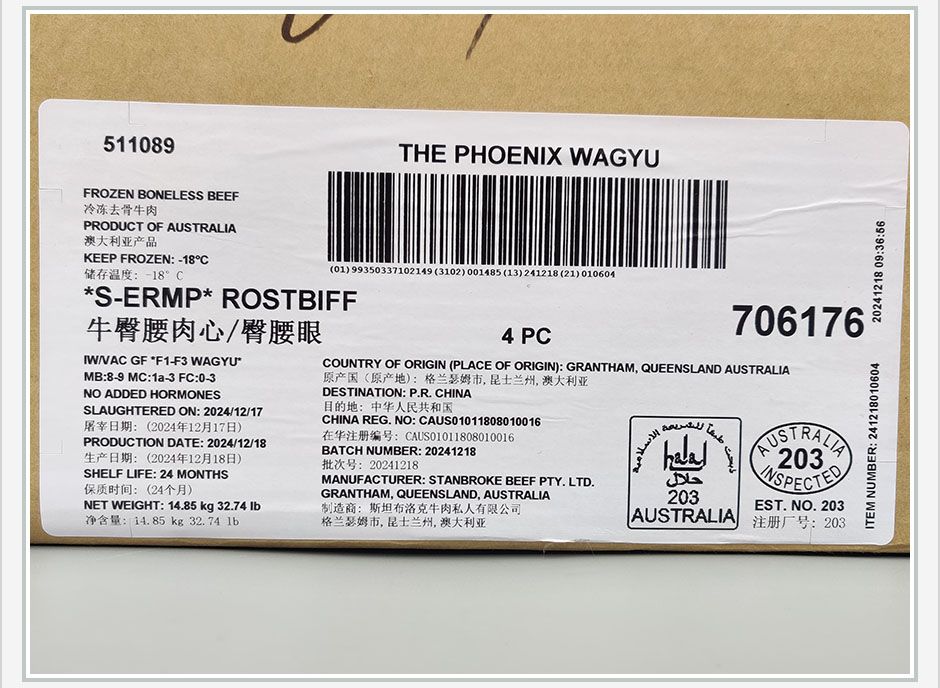 511089
THE PHOENIX WAGYU
FROZEN BONELESS BEEF
冷冻去骨牛肉
PRODUCT OF AUSTRALIA
澳大利亚产品
KEEP FROZEN: -18ºC
储存温度: -18° C
(01)99350337102149(3102)001485(13)241218(21)010604
*S-ERMP* ROSTBIFF
牛臀腰肉心/臀腰眼
4 PC
706176
20241218 09:36:56
IW/VAC GF *F1-F3 WAGYU*
MB:8-9 MC:1a-3 FC:0-3
NO ADDED HORMONES
SLAUGHTERED ON: 2024/12/17
屠宰日期: (2024年12月17日)
PRODUCTION DATE: 2024/12/18
生产日期: (2024年12月18日)
SHELF LIFE: 24 MONTHS
保质时间: (24个月)
NET WEIGHT: 14.85 kg 32.74 lb
净含量: 14.85 kg 32.74 lb
COUNTRY OF ORIGIN (PLACE OF ORIGIN): GRANTHAM, QUEENSLAND AUSTRALIA
原产国（原产地): 格兰瑟姆市,昆士兰州,澳大利亚
DESTINATION: P.R. CHINA
目的地: 中华人民共和国
CHINA REG. NO: CAUS01011808010016
在华注册编号: CAUS01011808010016
BATCH NUMBER: 20241218
批次号: 20241218
MANUFACTURER: STANBROKE BEEF PTY. LTD.
GRANTHAM, QUEENSLAND, AUSTRALIA
制造商: 斯坦布洛克牛肉私人有限公司
格兰瑟姆市,昆士兰州,澳大利亚
ذبحت طبقا للشريعة الاسلامية
halal
حلال
203
AUSTRALIA
AUSTRALIA
203
INSPECTED
EST. NO. 203
注册厂号: 203
ITEM NUMBER: 241218010604